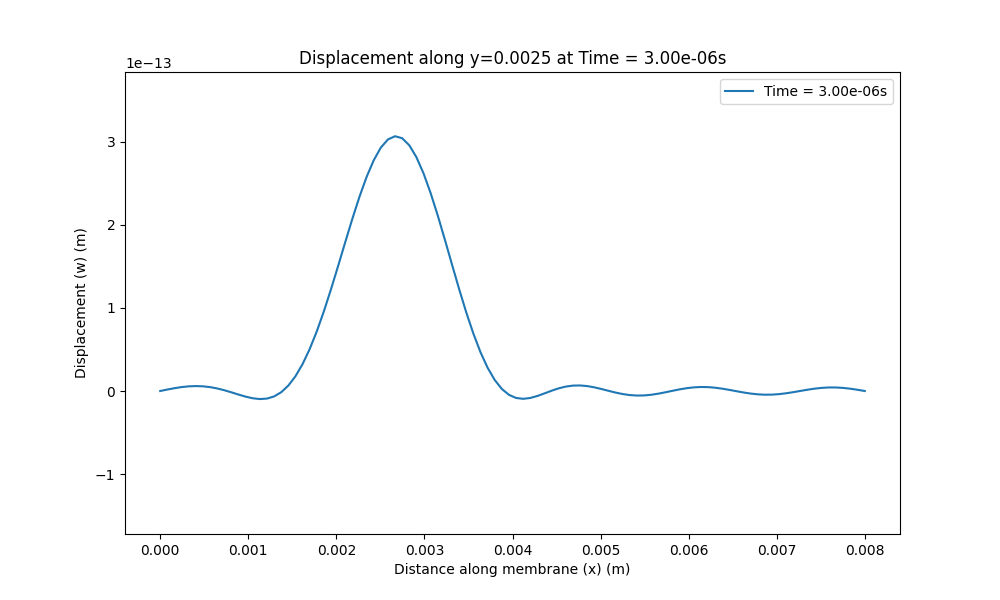 Displacement along y=0.0025 at Time = 3.00e-06s
1e−13
Time = 3.00e-06s
3
2
1
0
−1
Displacement (w) (m)
0.000 0.001 0.002 0.003 0.004 0.005 0.006 0.007 0.008
Distance along membrane (x) (m)